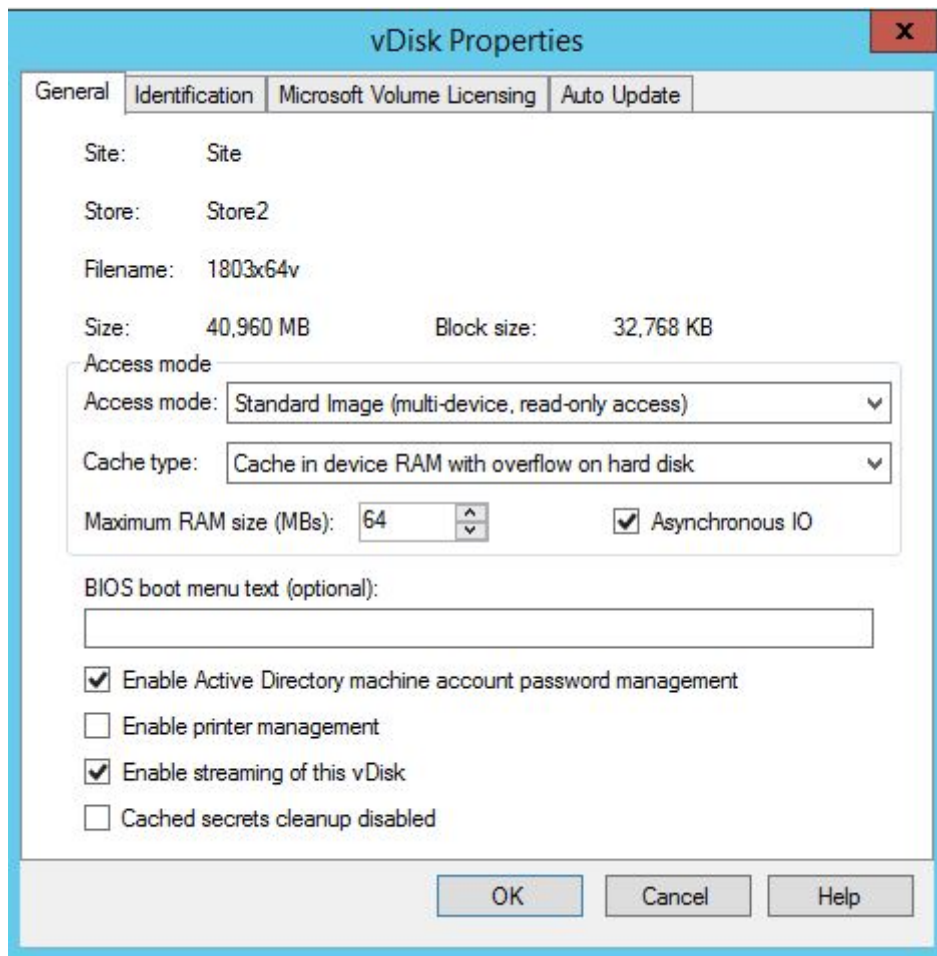 vDisk Properties
x
General Identification Microsoft Volume Licensing Auto Update
Site: Site
Store: Store2
Filename: 1803x64v
Size: 40,960 MB Block size: 32,768 KB
Access mode
Access mode: Standard Image (multi-device, read-only access)
Cache type: Cache in device RAM with overflow on hard disk
Maximum RAM size (MBs): 64 Asynchronous IO
BIOS boot menu text (optional):
Enable Active Directory machine account password management
Enable printer management
Enable streaming of this vDisk
Cached secrets cleanup disabled
OK Cancel Help